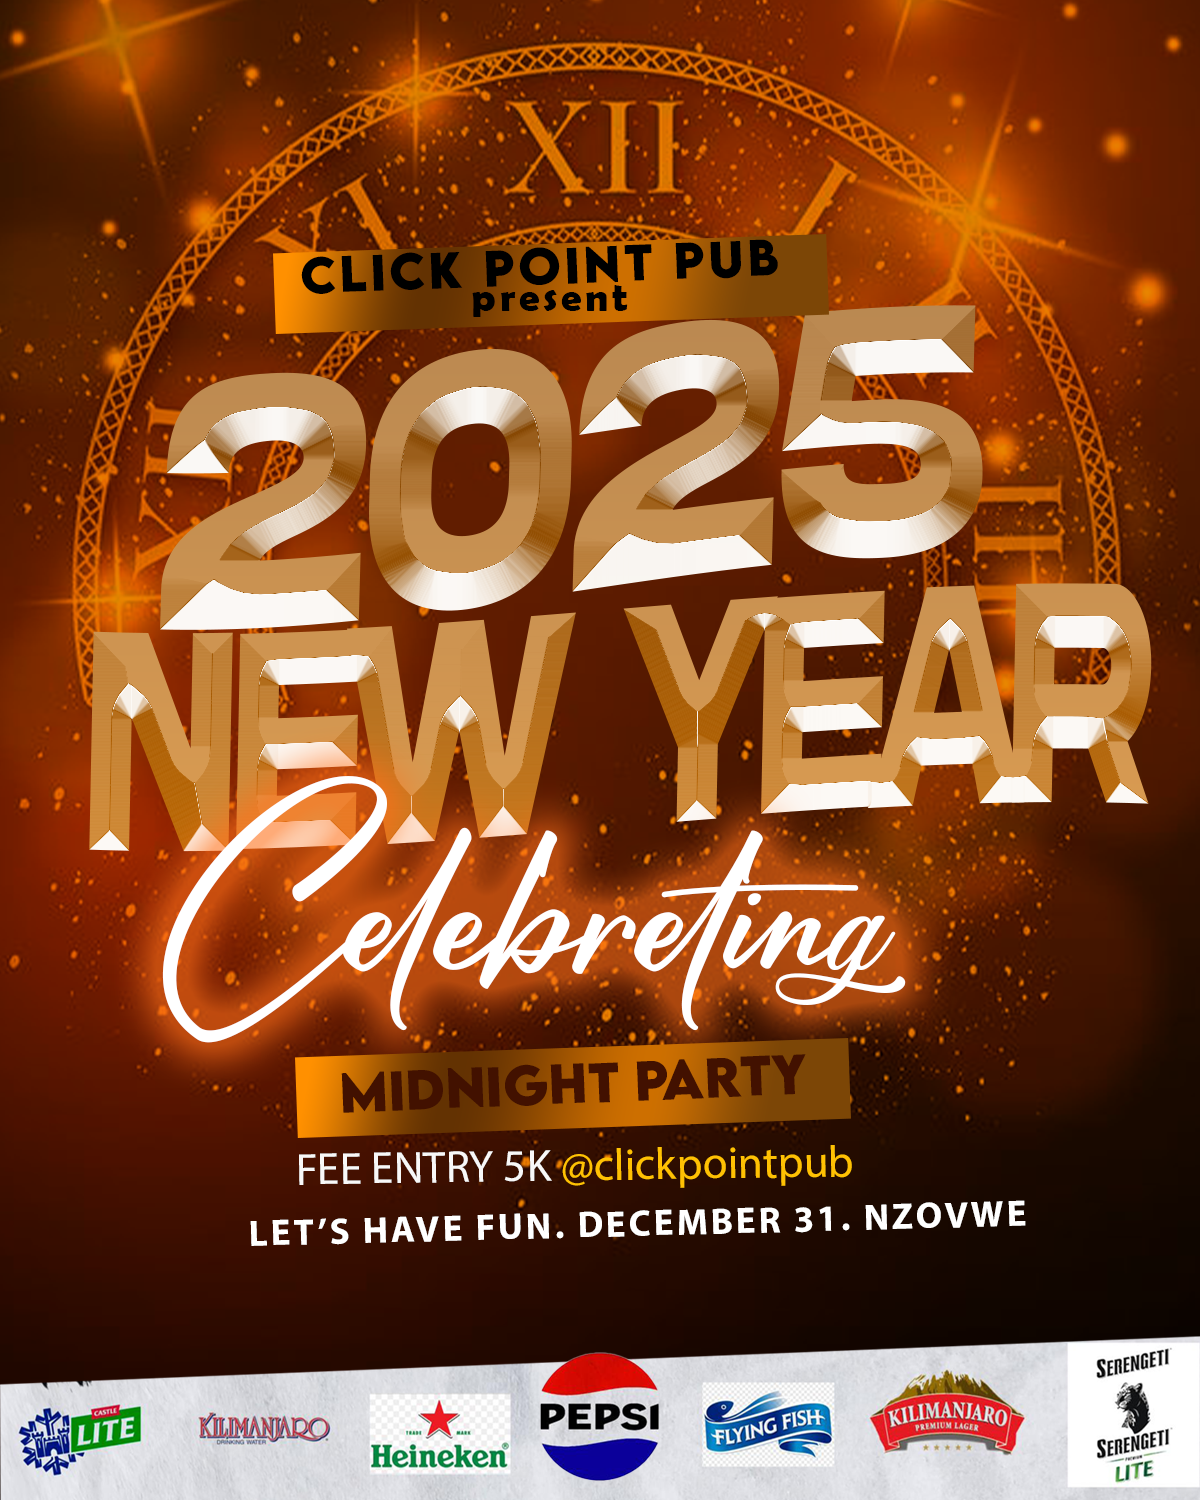 XII
XI
I
CLICK POINT PUB
present
2025
NEW YEAR
Celebreting
MIDNIGHT PARTY
FEE ENTRY 5K @clickpointpub
LET'S HAVE FUN. DECEMBER 31. NZOVWE
CASTLE
LITE
KILIMANJARO
DRINKING WATER
TRADE MARK
Heineken®
PEPSI
FLYING FISH
KILIMANJARO
PREMIUM LAGER
SERENGETI
SERENGETI
PREMIUM
LITE